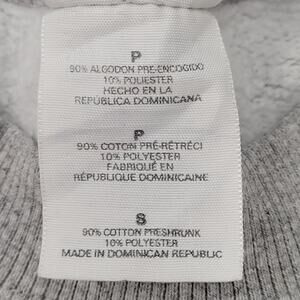 P
90% ALGODON PRE-ENCOGIDO
10% POLIESTER
HECHO EN LA
REPÚBLICA DOMINICANA
P
90% COTON PRÉ-RÉTRÉCI
10% POLYESTER
FABRIQUÉ EN
RÉPUBLIQUE DOMINICAINE
S
90% COTTON PRESHRUNK
10% POLYESTER
MADE IN DOMINICAN REPUBLIC